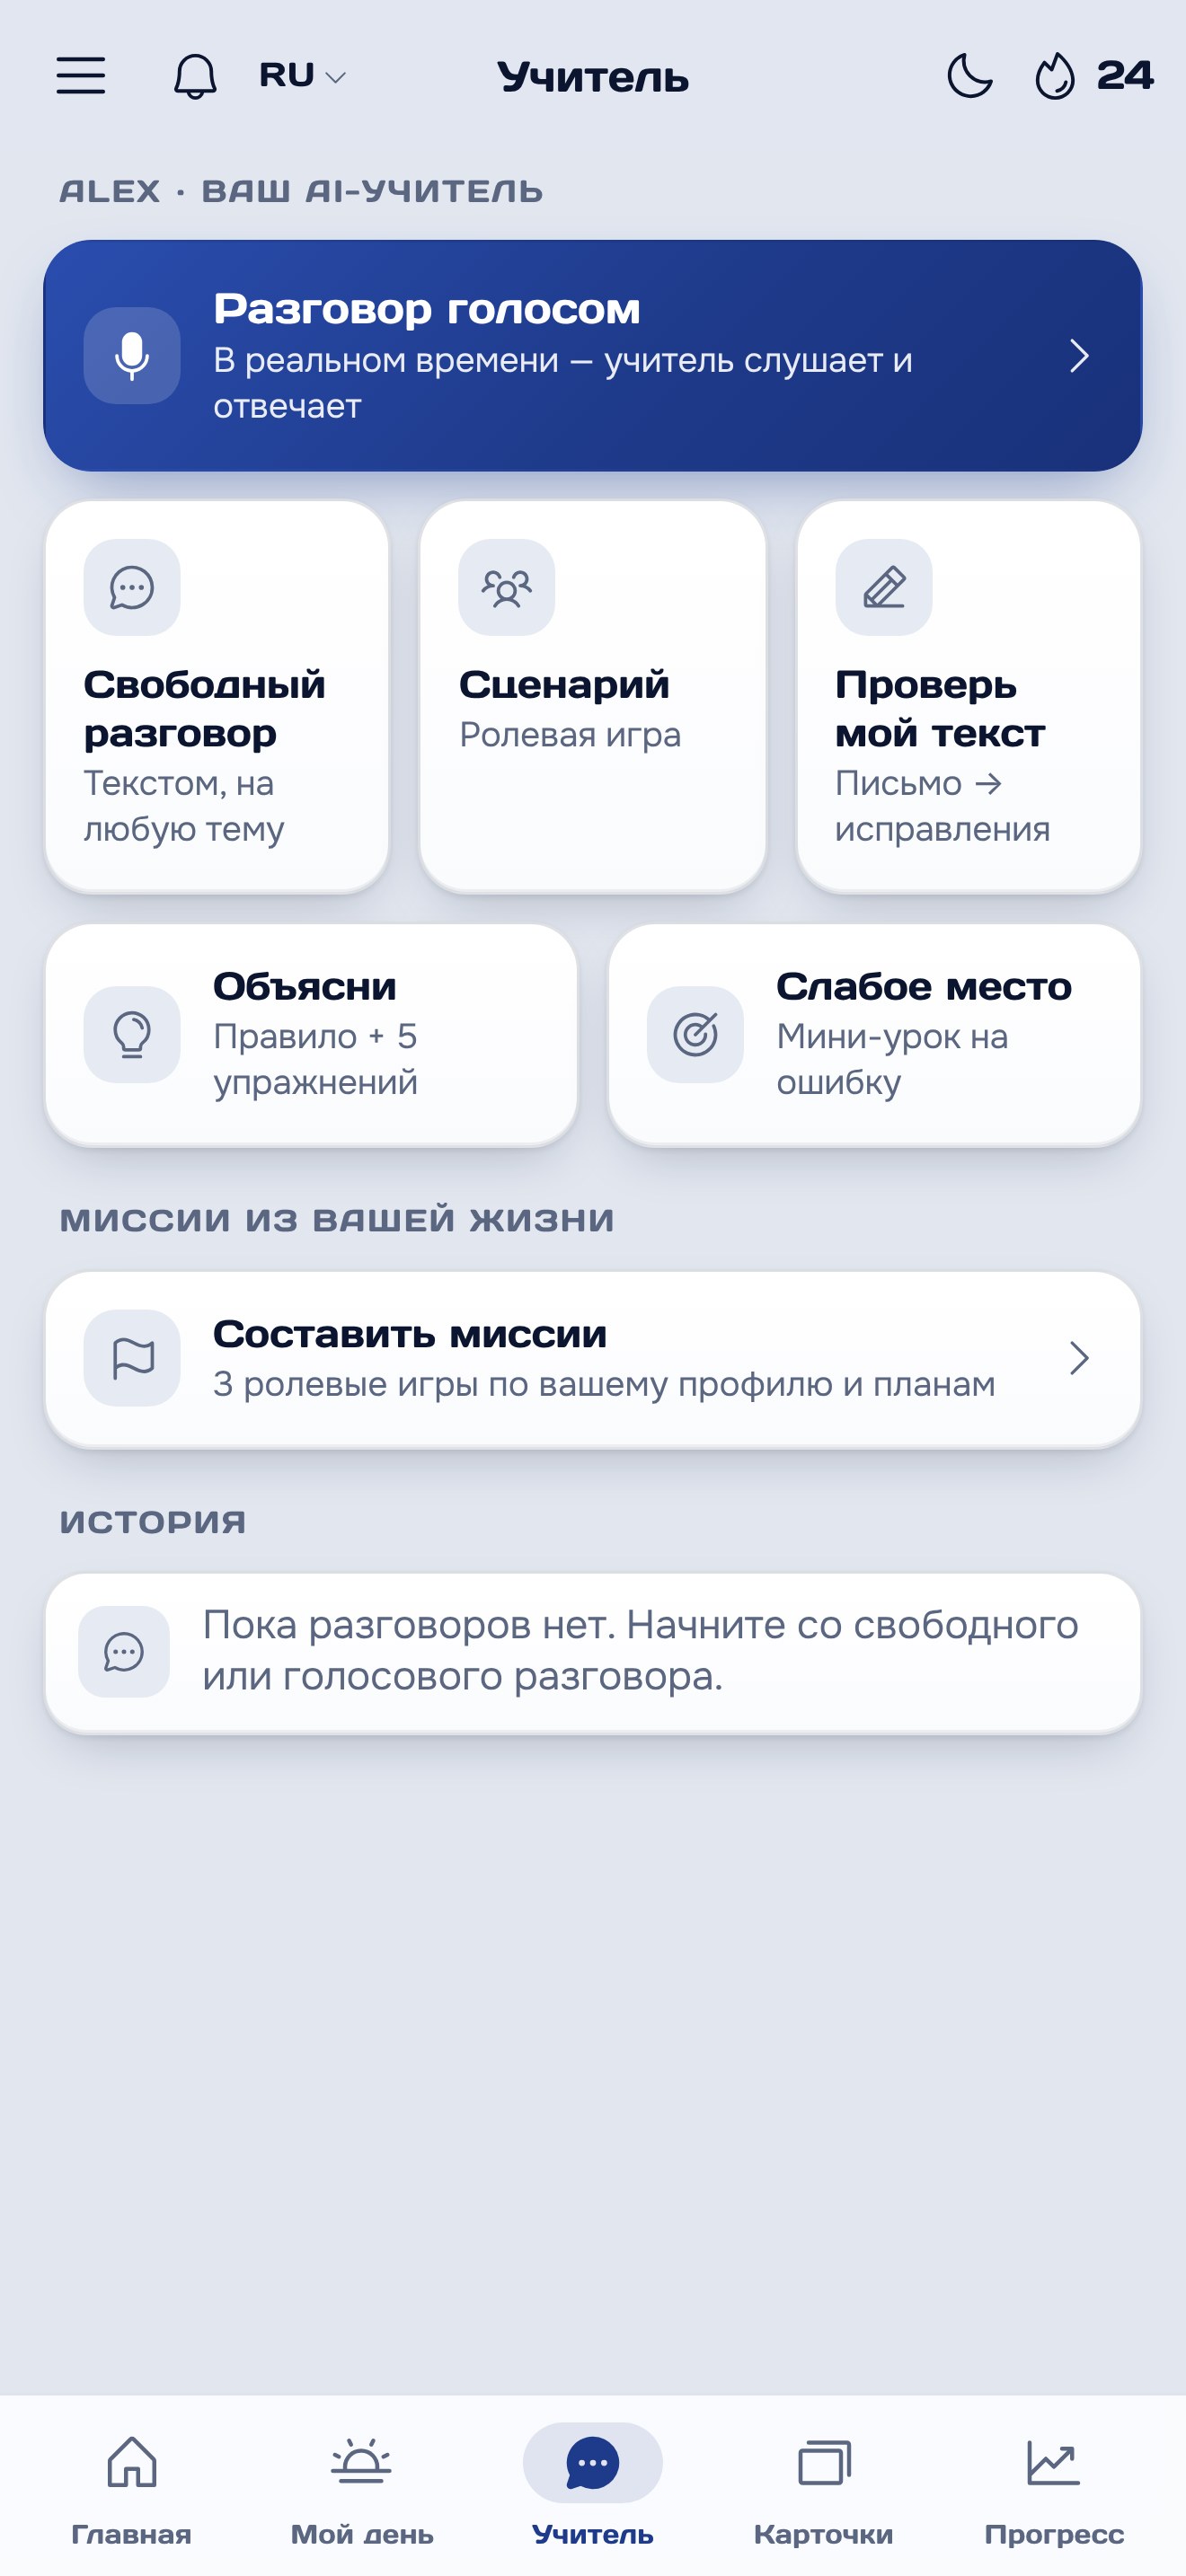 RU
Учитель
24
ALEX · ВАШ AI-УЧИТЕЛЬ
Разговор голосом
В реальном времени — учитель слушает и
отвечает
Свободный
разговор
Текстом, на
любую тему
Сценарий
Ролевая игра
Проверь
мой текст
Письмо →
исправления
Объясни
Правило + 5
упражнений
Слабое место
Мини-урок на
ошибку
МИССИИ ИЗ ВАШЕЙ ЖИЗНИ
Составить миссии
3 ролевые игры по вашему профилю и планам
ИСТОРИЯ
Пока разговоров нет. Начните со свободного
или голосового разговора.
Главная
Мой день
Учитель
Карточки
Прогресс